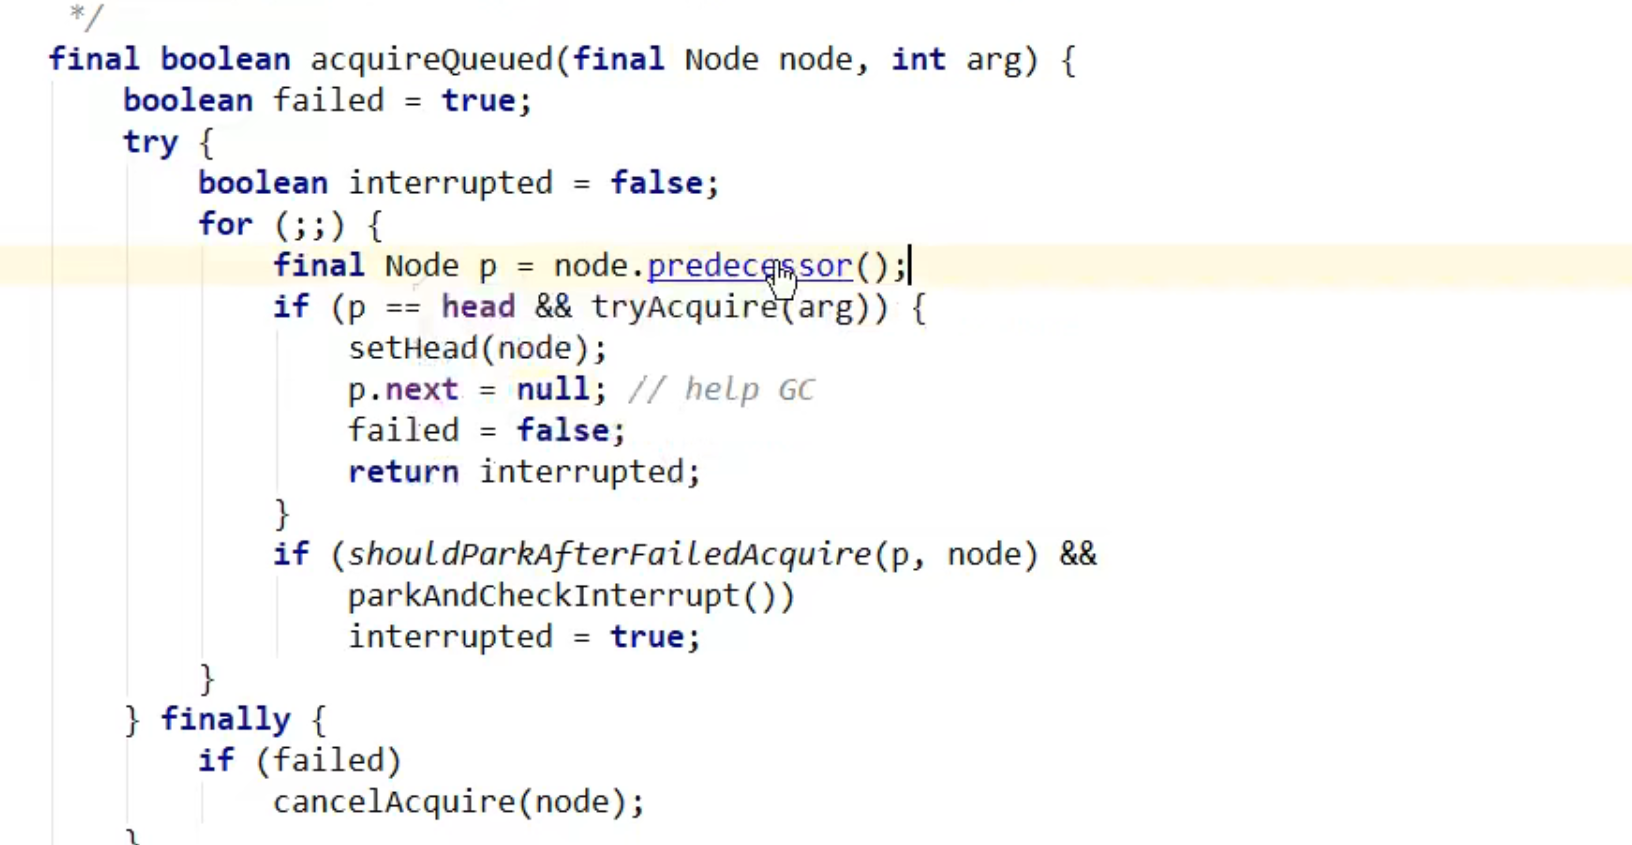 */
final boolean acquireQueued(final Node node, int arg) {
boolean failed = true;
try {
boolean interrupted = false;
for (;;) {
final Node p = node.predecessor();
if (p == head && tryAcquire(arg)) {
setHead(node);
p.next = null; // help GC
failed = false;
return interrupted;
}
if (shouldParkAfterFailedAcquire(p, node) &&
parkAndCheckInterrupt())
interrupted = true;
}
} finally {
if (failed)
cancelAcquire(node);
}